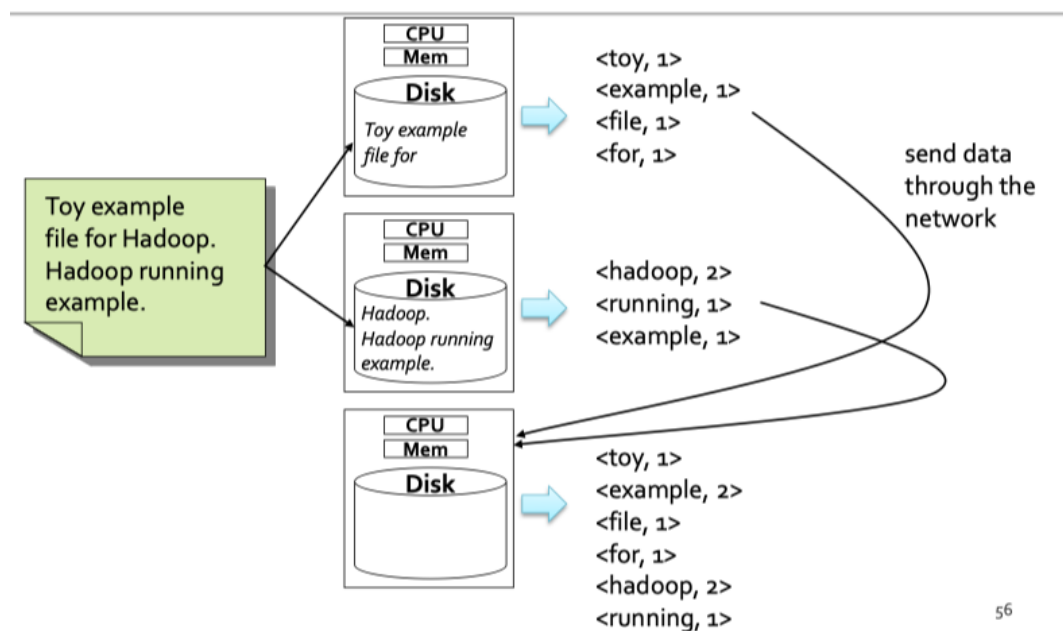 Toy example
file for Hadoop.
Hadoop running
example.
CPU
Mem
Disk
Toy example
file for
<toy, 1>
<example, 1>
<file, 1>
<for, 1>
send data
through the
network
CPU
Mem
Disk
Hadoop.
Hadoop running
example.
<hadoop, 2>
<running, 1>
<example, 1>
CPU
Mem
Disk
<toy, 1>
<example, 2>
<file, 1>
<for, 1>
<hadoop, 2>
<running, 1>
56